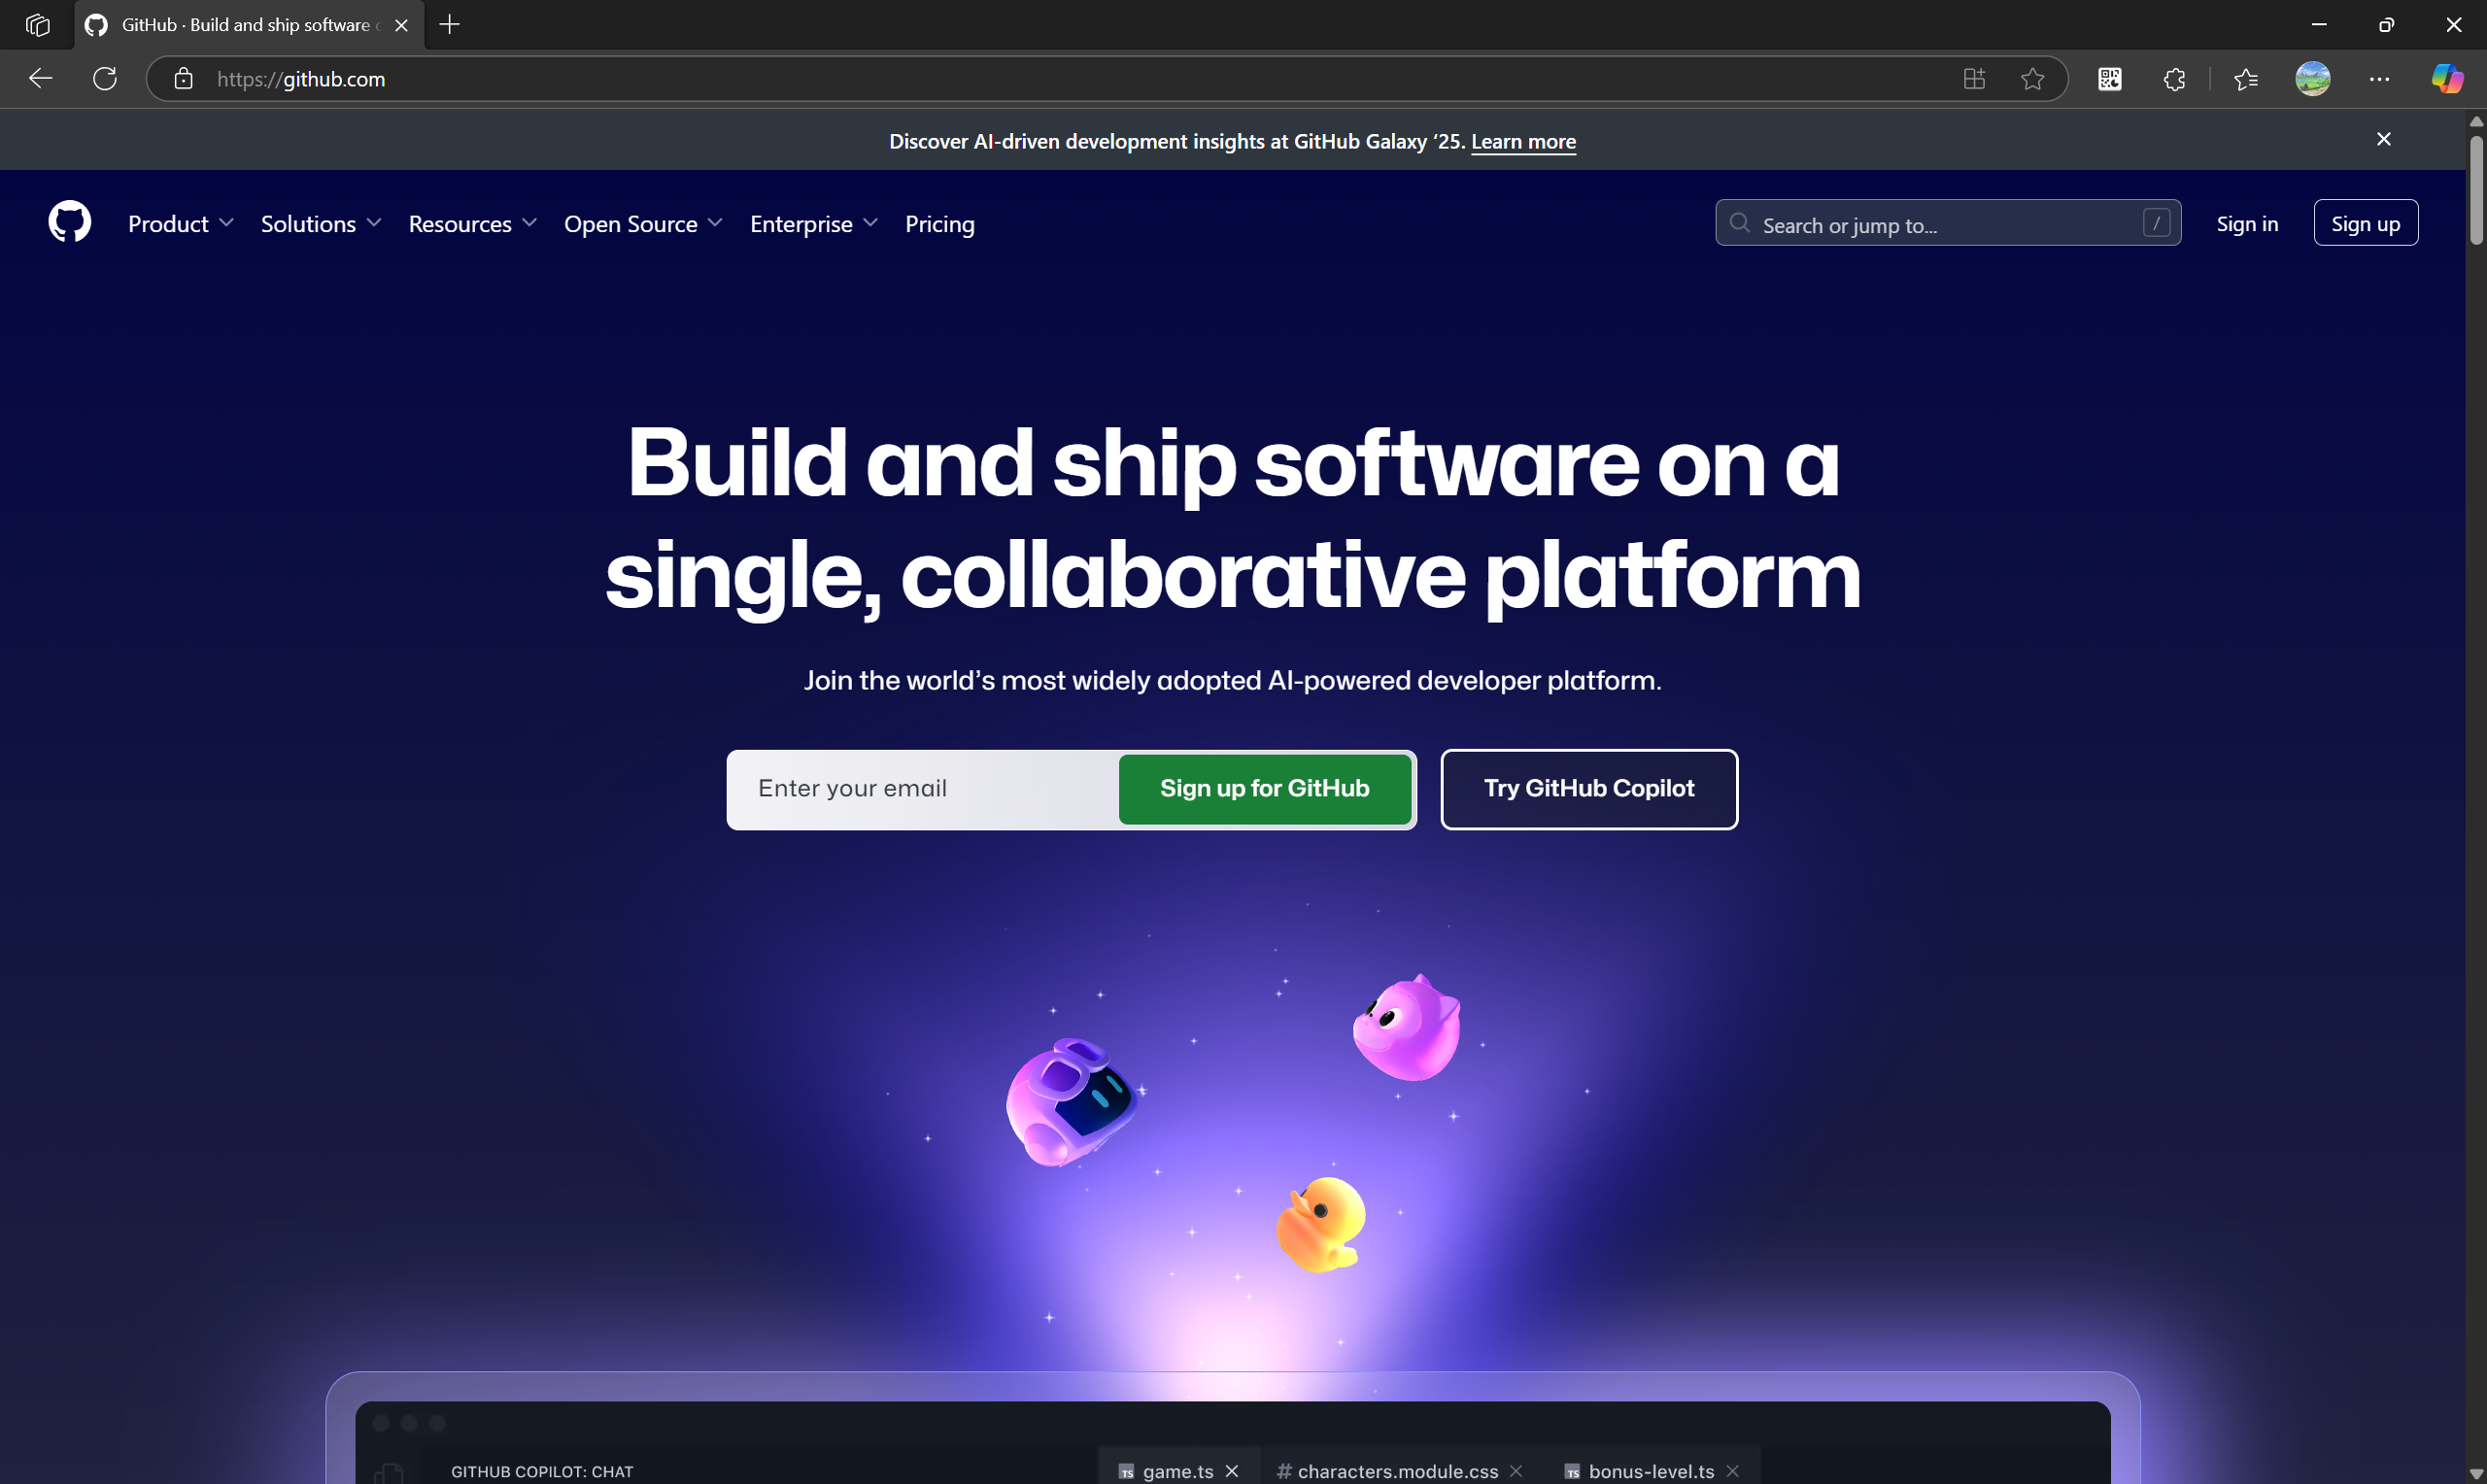 GitHub · Build and ship software
https://github.com
Discover AI-driven development insights at GitHub Galaxy ‘25. Learn more
Product Solutions Resources Open Source Enterprise Pricing Search or jump to... / Sign in Sign up
Build and ship software on a
single, collaborative platform
Join the world’s most widely adopted AI-powered developer platform.
Enter your email Sign up for GitHub Try GitHub Copilot
GITHUB COPILOT: CHAT TS game.ts # characters.module.css TS bonus-level.ts